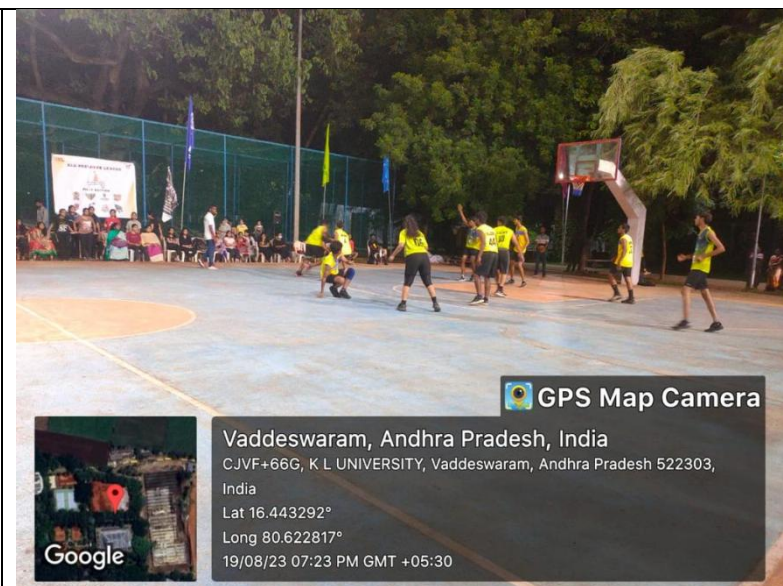 GPS Map Camera
Vaddeswaram, Andhra Pradesh, India
CJVF+66G, K L UNIVERSITY, Vaddeswaram, Andhra Pradesh 522303,
India
Lat 16.443292°
Long 80.622817°
19/08/23 07:23 PM GMT +05:30
Google